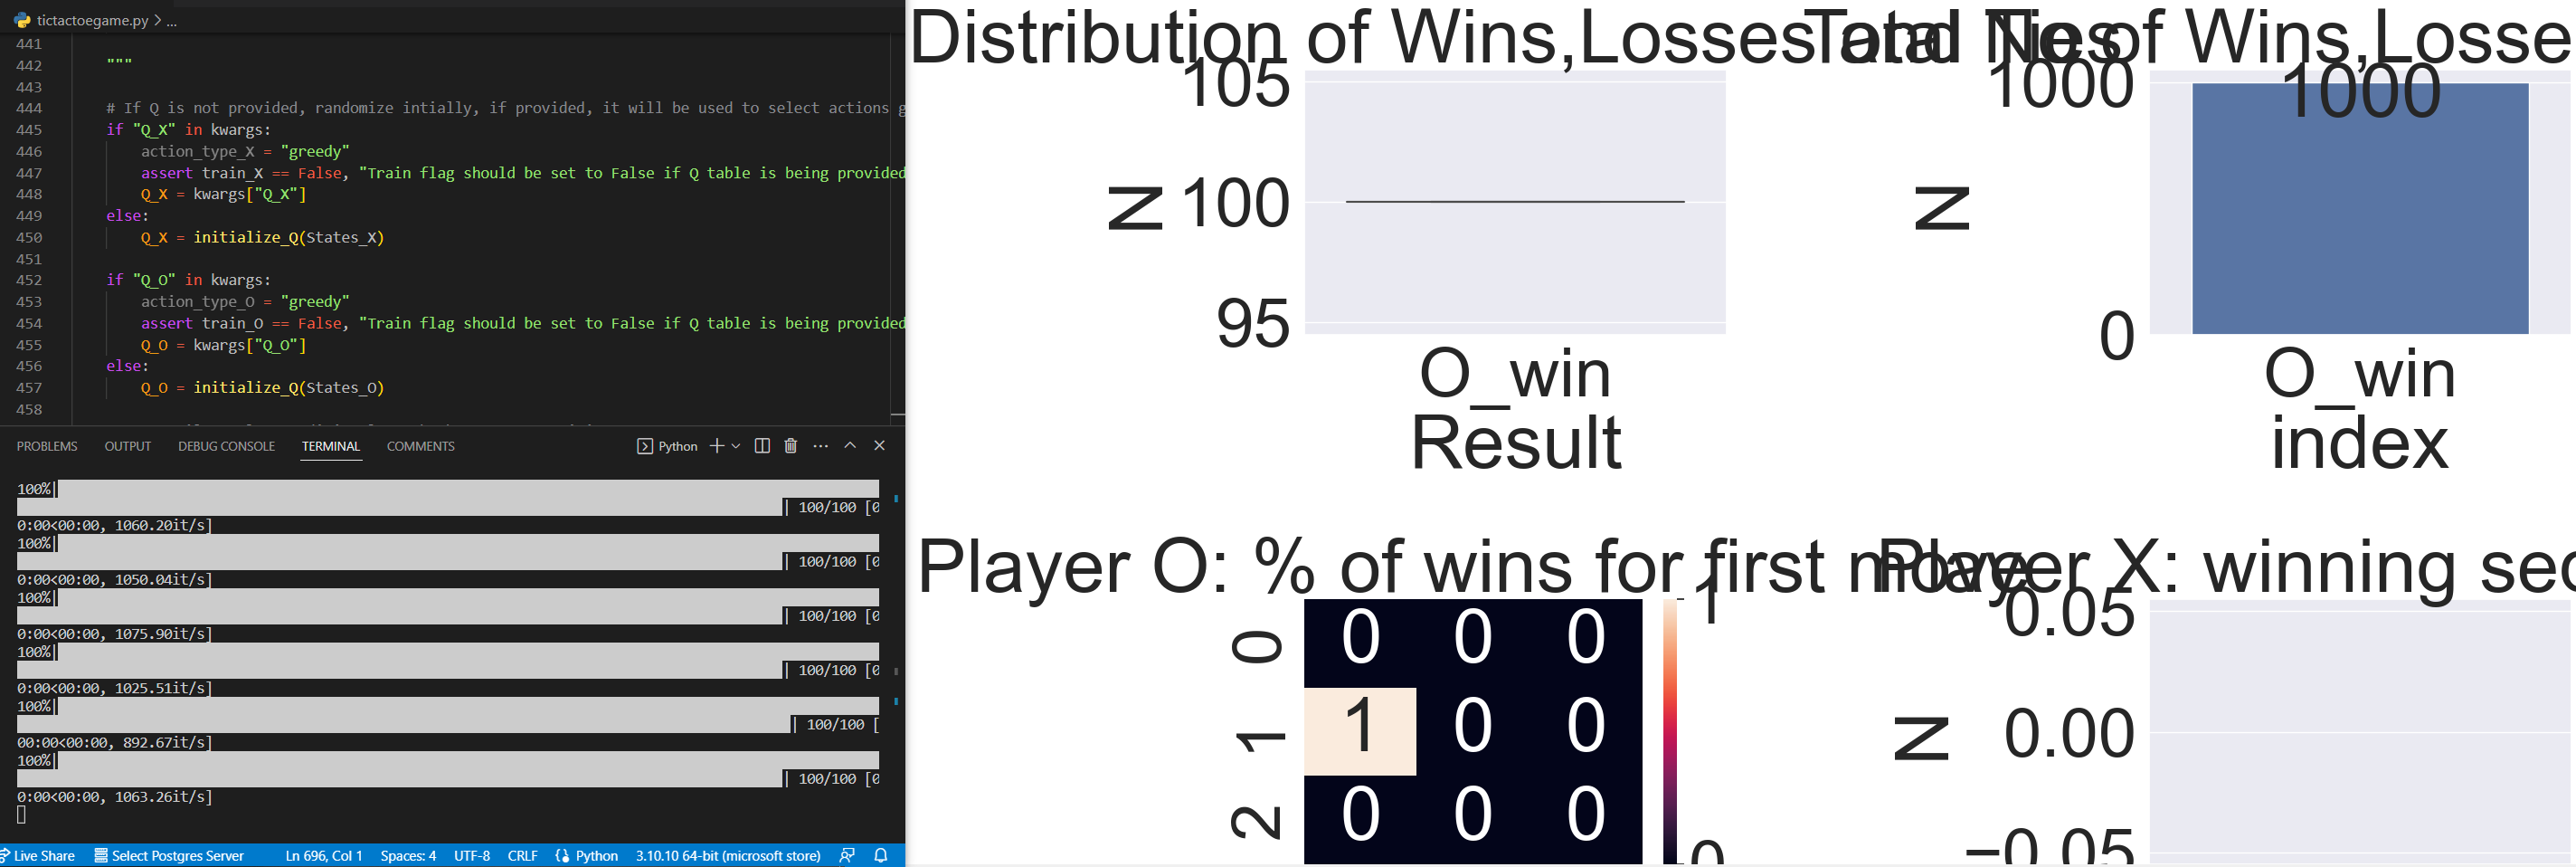 tictactoegame.py > ...
441
442 """
443
444 # If Q is not provided, randomize intially, if provided, it will be used to select actions g
445 if "Q_X" in kwargs:
446 action_type_X = "greedy"
447 assert train_X == False, "Train flag should be set to False if Q table is being provided
448 Q_X = kwargs["Q_X"]
449 else:
450 Q_X = initialize_Q(States_X)
451
452 if "Q_O" in kwargs:
453 action_type_O = "greedy"
454 assert train_O == False, "Train flag should be set to False if Q table is being provided
455 Q_O = kwargs["Q_O"]
456 else:
457 Q_O = initialize_Q(States_O)
458
PROBLEMS OUTPUT DEBUG CONSOLE TERMINAL COMMENTS Python
100%|
| 100/100 [0
0:00<00:00, 1060.20it/s]
100%|
| 100/100 [0
0:00<00:00, 1050.04it/s]
100%|
| 100/100 [0
0:00<00:00, 1075.90it/s]
100%|
| 100/100 [0
0:00<00:00, 1025.51it/s]
100%|
| 100/100 [
00:00<00:00, 892.67it/s]
100%|
| 100/100 [0
0:00<00:00, 1063.26it/s]
Live Share Select Postgres Server Ln 696, Col 1 Spaces: 4 UTF-8 CRLF Python 3.10.10 64-bit (microsoft store)
Distribution of Wins,Losses and Ties
105
100
95
N
O_win
Result
Total No of Wins,Losse
1000
1000
0
N
O_win
index
Player O: % of wins for first move
0 0 0 0
1 1 0 0
2 0 0 0
1
0
Player X: winning sec
0.05
0.00
−0.05
N